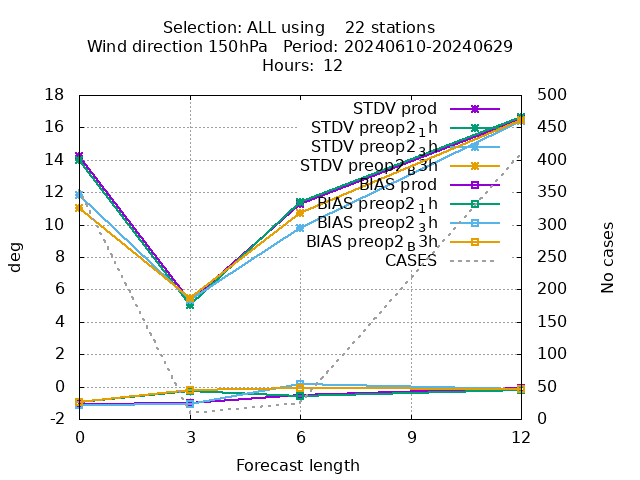 Selection: ALL using    22 stations
Wind direction 150hPa   Period: 20240610-20240629
Hours:  12
18 500
16 450
14 400
12 350
10 300
8 250
6 200
4 150
2 100
0 50
-2 0
deg
No cases
STDV prod
STDV preop2_1h
STDV preop2_3h
STDV preop2_B3h
BIAS prod
BIAS preop2_1h
BIAS preop2_3h
BIAS preop2_B3h
CASES
0 3 6 9 12
Forecast length